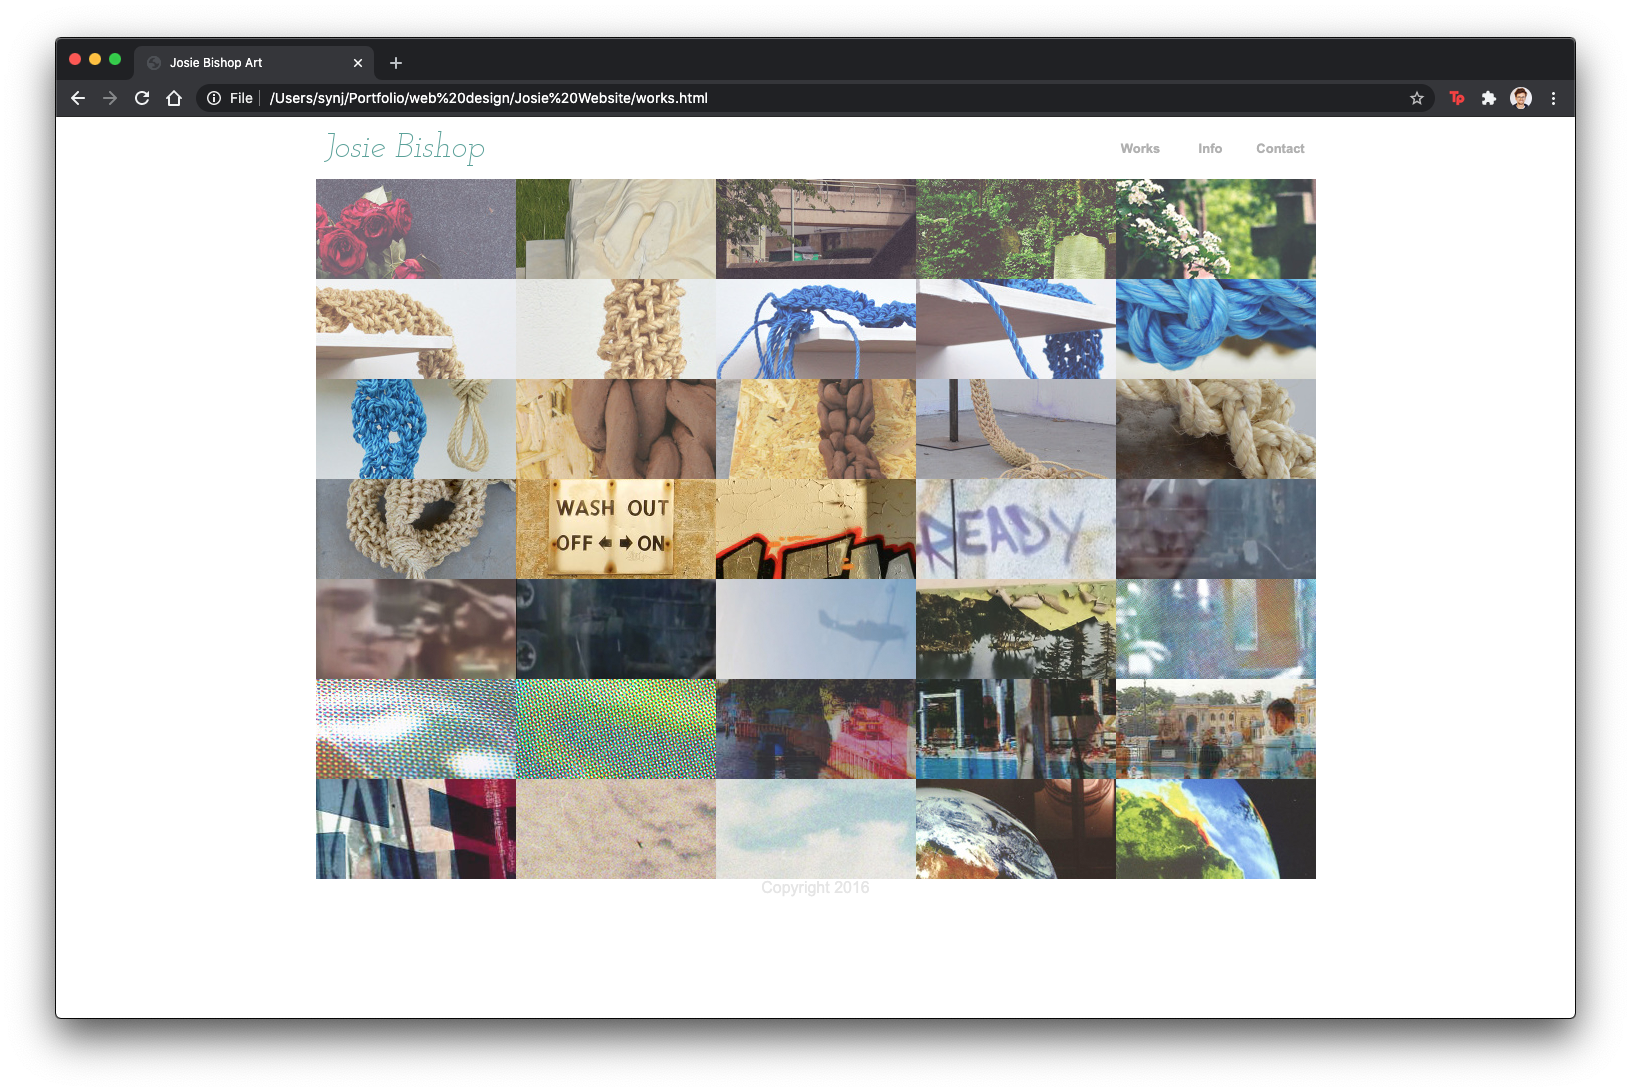 Josie Bishop Art
File
/Users/synj/Portfolio/web%20design/Josie%20Website/works.html
Tp
Josie Bishop
Works
Info
Contact
WASH OUT
OFF ON
READY
Copyright 2016